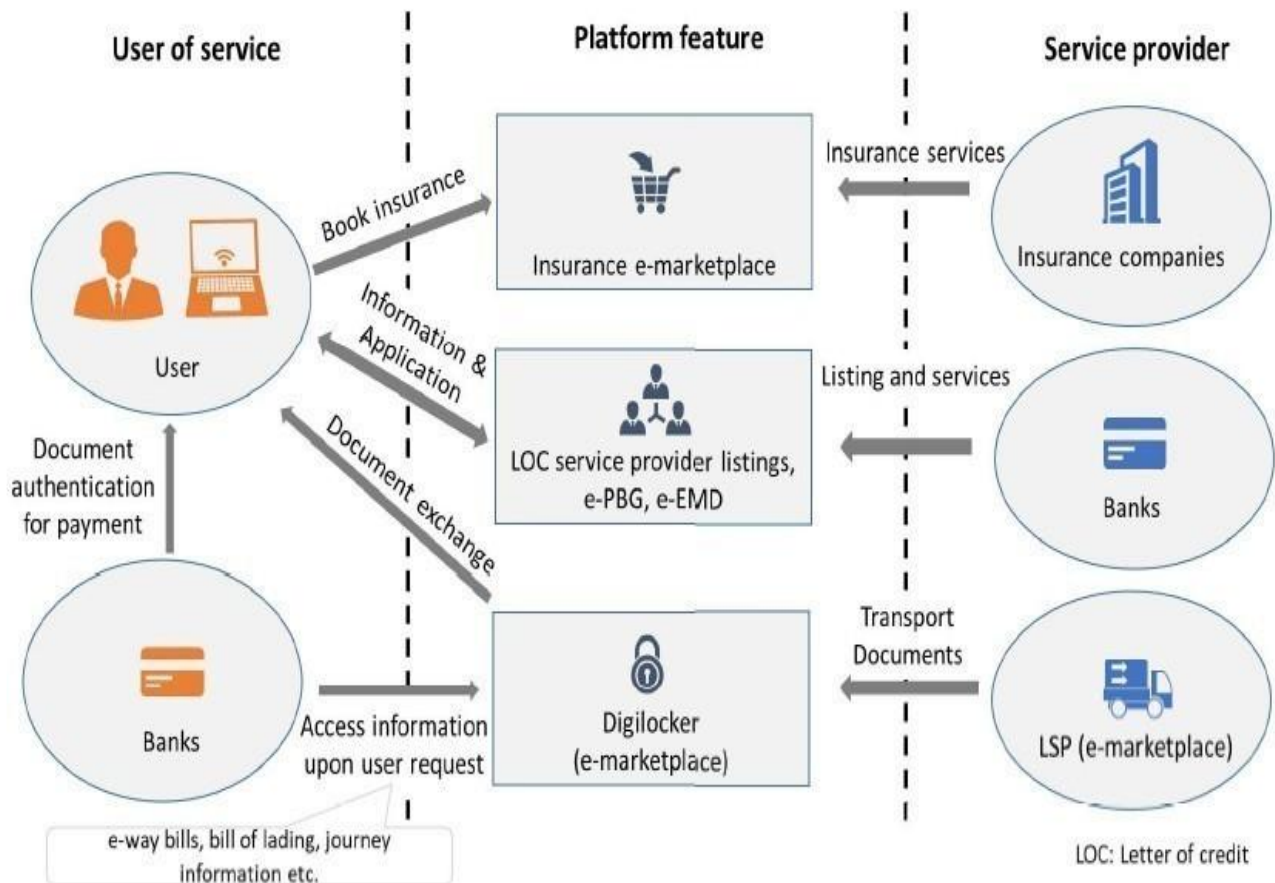 User of service
Platform feature
Service provider
Book insurance
Insurance e-marketplace
Insurance services
Insurance companies
User
Information &
Application
LOC service provider listings,
e-PBG, e-EMD
Listing and services
Banks
Document
authentication
for payment
Document exchange
Banks
Access information
upon user request
Digilocker
(e-marketplace)
Transport
Documents
LSP (e-marketplace)
e-way bills, bill of lading, journey
information etc.
LOC: Letter of credit